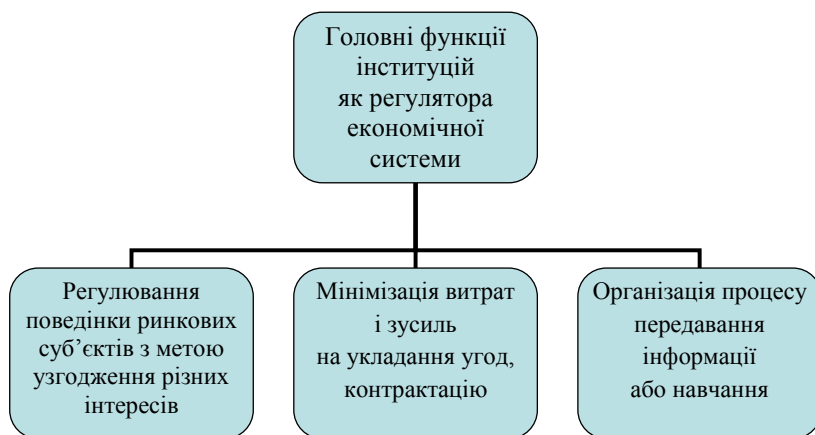 Головні функції
інституцій
як регулятора
економічної
системи
Регулювання
поведінки ринкових
суб’єктів з метою
узгодження різних
інтересів
Мінімізація витрат
і зусиль
на укладання угод,
контрактацію
Організація процесу
передавання
інформації
або навчання